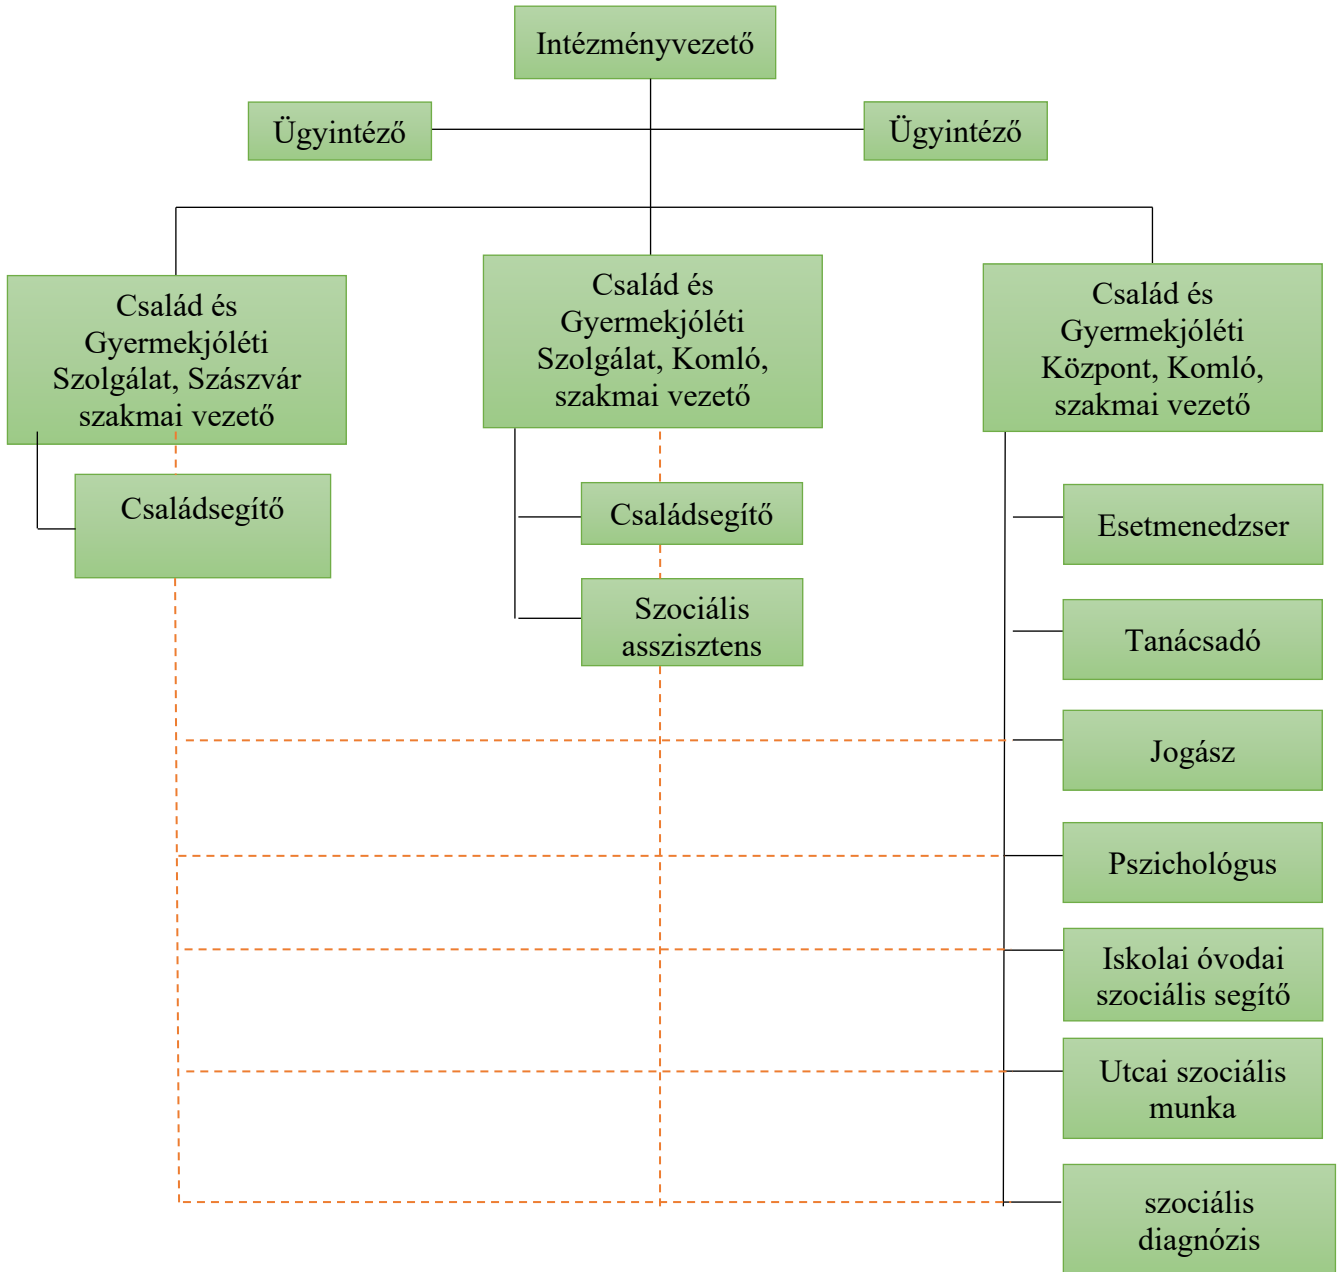 Intézményvezető
Ügyintéző
Ügyintéző
Család és
Gyermekjóléti
Szolgálat, Szászvár
szakmai vezető
Család és
Gyermekjóléti
Szolgálat, Komló,
szakmai vezető
Család és
Gyermekjóléti
Központ, Komló,
szakmai vezető
Családsegítő
Családsegítő
Szociális
asszisztens
Esetmenedzser
Tanácsadó
Jogász
Pszichológus
Iskolai óvodai
szociális segítő
Utcai szociális
munka
szociális
diagnózis